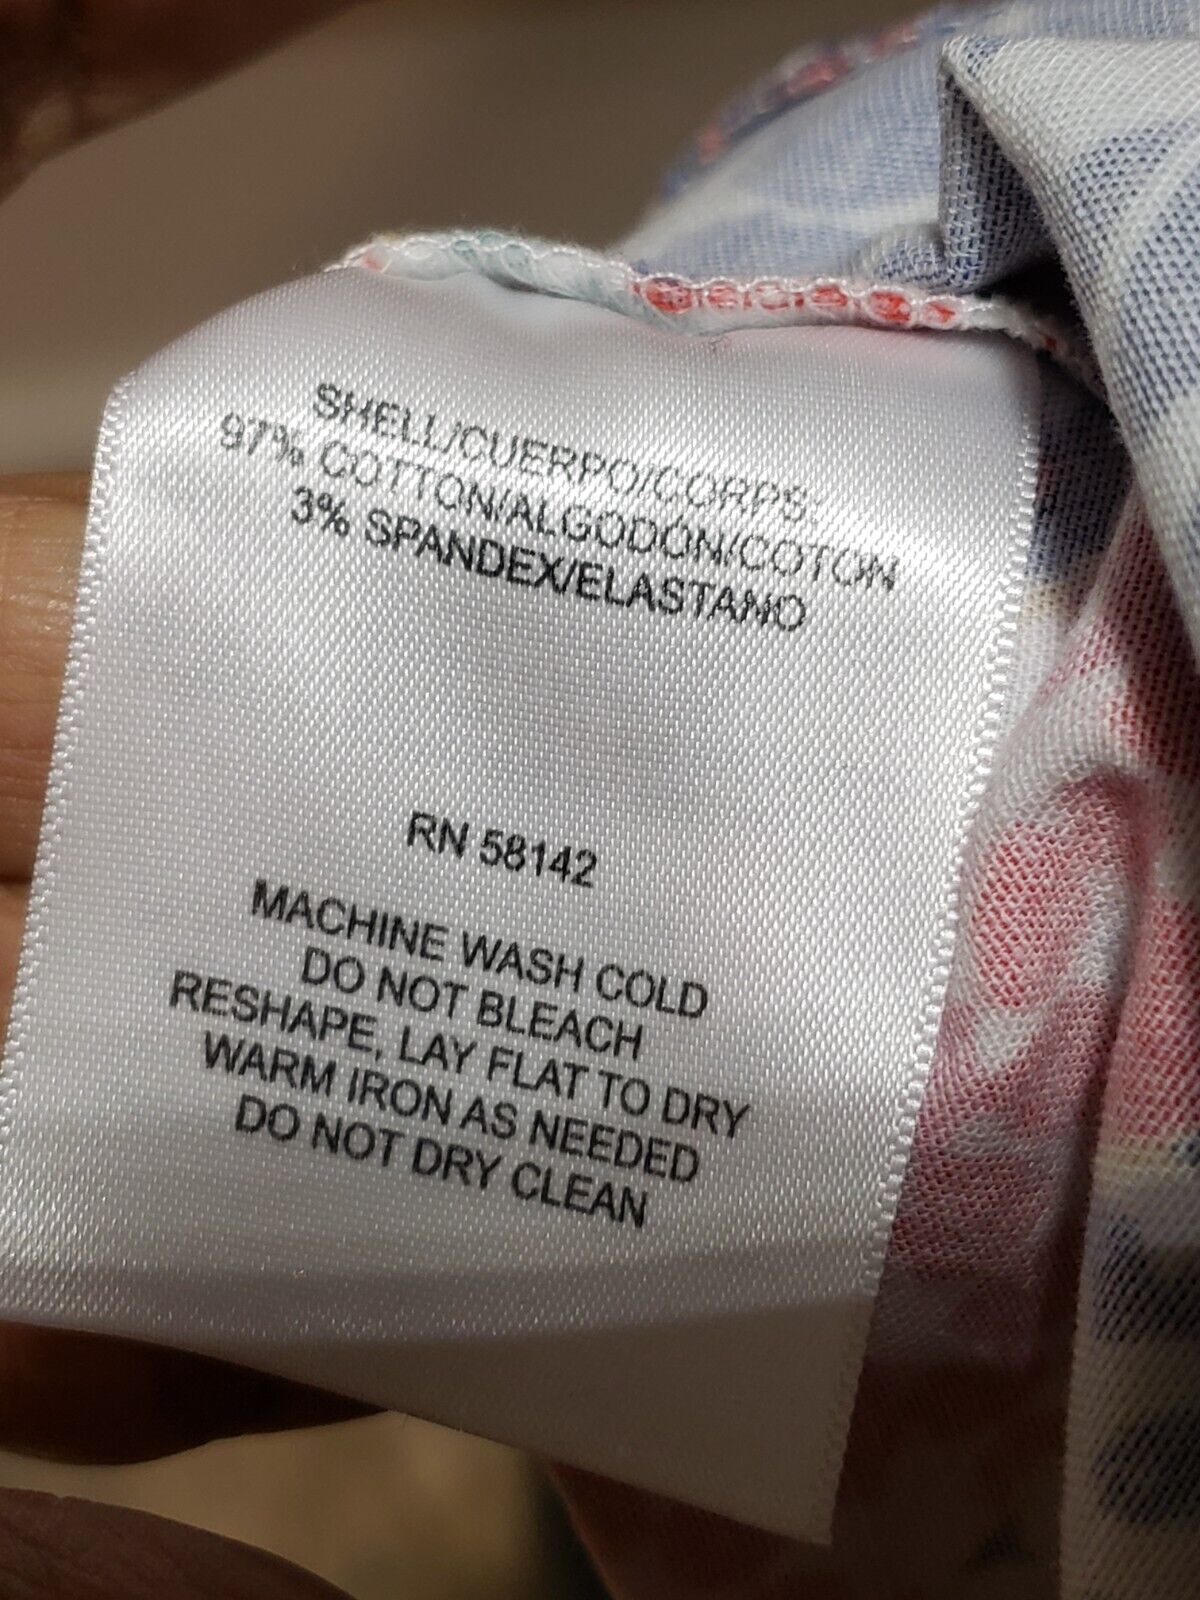 SHELL/CUERPO/CORPS:
97% COTTON/ALGODÓN/COTON
3% SPANDEX/ELASTANO
RN 58142
MACHINE WASH COLD
DO NOT BLEACH
RESHAPE, LAY FLAT TO DRY
WARM IRON AS NEEDED
DO NOT DRY CLEAN